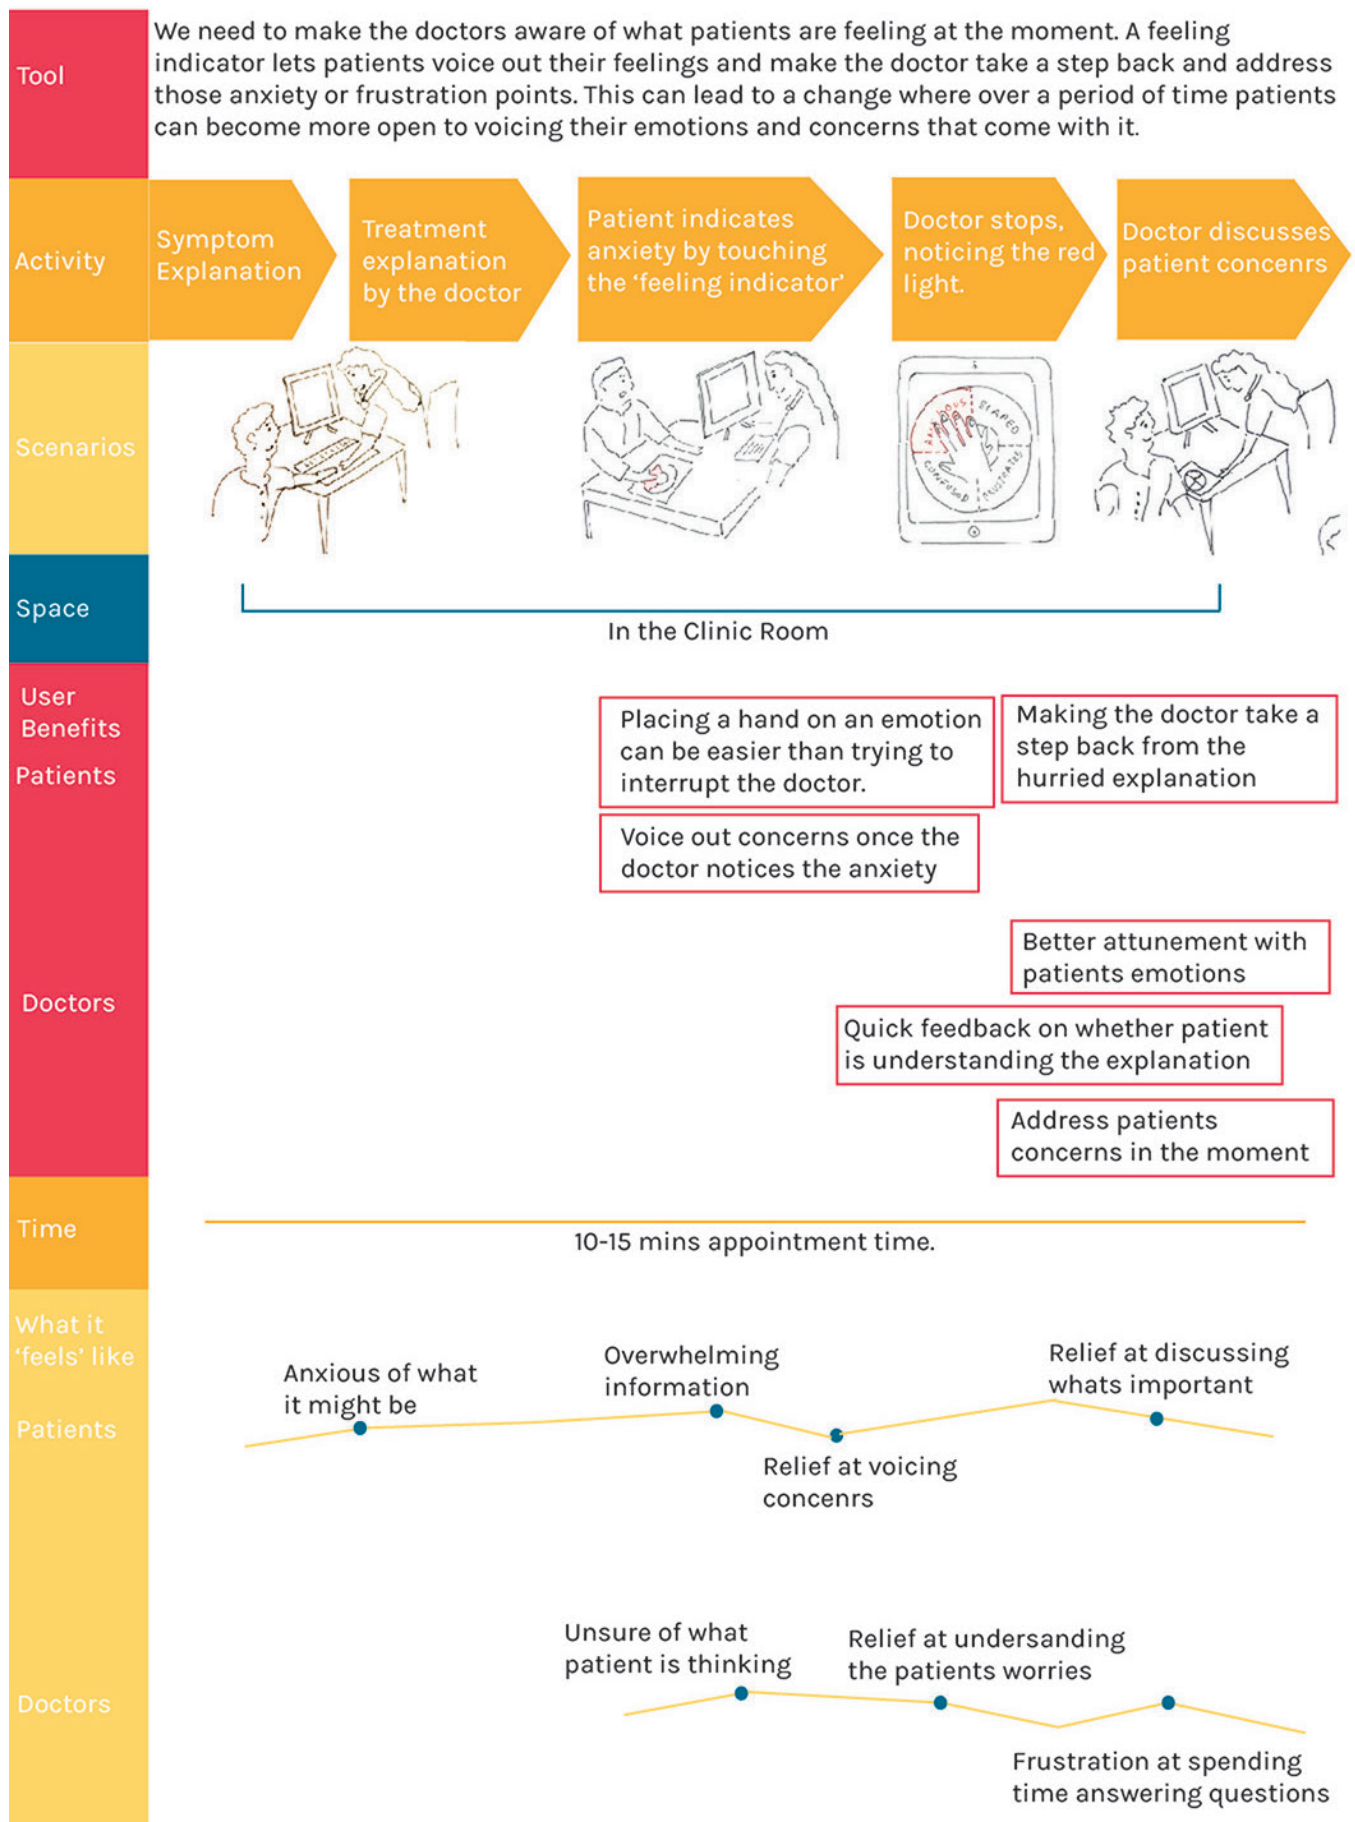 Tool
We need to make the doctors aware of what patients are feeling at the moment. A feeling
indicator lets patients voice out their feelings and make the doctor take a step back and address
those anxiety or frustration points. This can lead to a change where over a period of time patients
can become more open to voicing their emotions and concerns that come with it.
Activity
Symptom
Explanation
Treatment
explanation
by the doctor
Patient indicates
anxiety by touching
the ‘feeling indicator’
Doctor stops,
noticing the red
light.
Doctor discusses
patient concenrs
Scenarios
SCARED
CONFUSED
Space
In the Clinic Room
User
Benefits
Patients
Placing a hand on an emotion
can be easier than trying to
interrupt the doctor.
Making the doctor take a
step back from the
hurried explanation
Voice out concerns once the
doctor notices the anxiety
Doctors
Better attunement with
patients emotions
Quick feedback on whether patient
is understanding the explanation
Address patients
concerns in the moment
Time
10-15 mins appointment time.
What it
‘feels’ like
Patients
Anxious of what
it might be
Overwhelming
information
Relief at voicing
concenrs
Relief at discussing
whats important
Doctors
Unsure of what
patient is thinking
Relief at undersanding
the patients worries
Frustration at spending
time answering questions